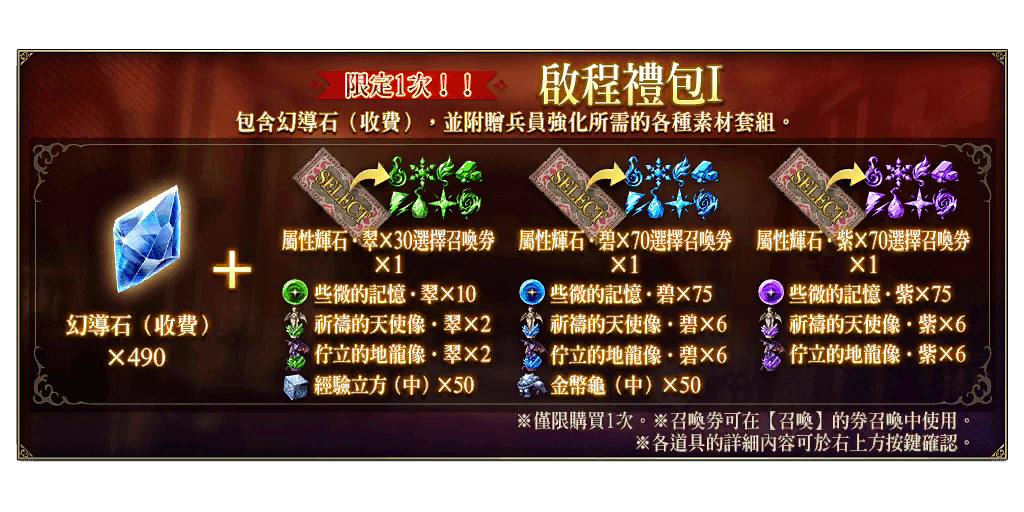 限定1次！！ 啟程禮包I
包含幻導石（收費），並附贈兵員強化所需的各種素材套組。
SELECT SELECT SELECT
屬性輝石·翠×30選擇召喚券 屬性輝石·碧×70選擇召喚券 屬性輝石·紫×70選擇召喚券
×1 ×1 ×1
+
些微的記憶·翠×10 些微的記憶·碧×75 些微的記憶·紫×75
幻導石（收費） 祈禱的天使像·翠×2 祈禱的天使像·碧×6 祈禱的天使像·紫×6
×490 佇立的地龍像·翠×2 佇立的地龍像·碧×6 佇立的地龍像·紫×6
經驗立方（中）×50 金幣龜（中）×50
※僅限購買1次。※召喚券可在【召喚】的券召喚中使用。
※各道具的詳細內容可於右上方按鍵確認。